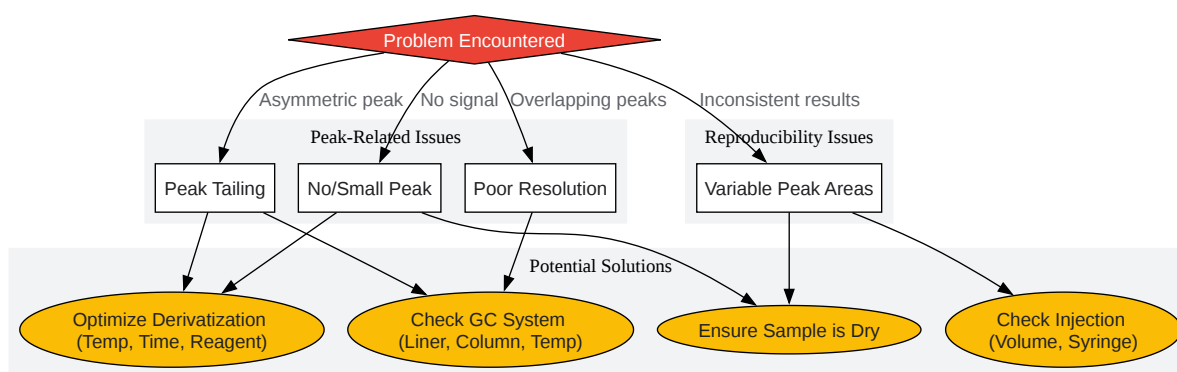 Problem Encountered
Asymmetric peak
No signal
Overlapping peaks
Inconsistent results
Peak-Related Issues
Reproducibility Issues
Peak Tailing
No/Small Peak
Poor Resolution
Variable Peak Areas
Potential Solutions
Optimize Derivatization
(Temp, Time, Reagent)
Check GC System
(Liner, Column, Temp)
Ensure Sample is Dry
Check Injection
(Volume, Syringe)